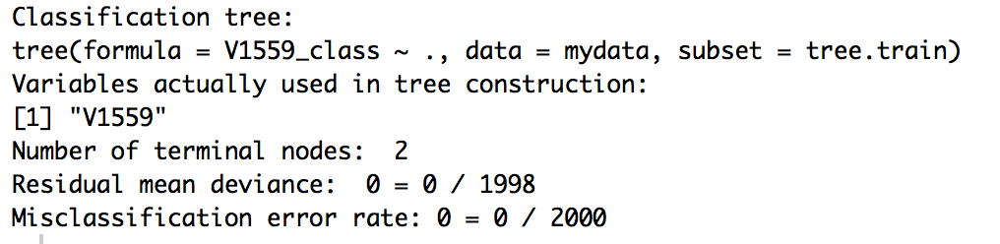 Classification tree:
tree(formula = V1559_class ~ ., data = mydata, subset = tree.train)
Variables actually used in tree construction:
[1] "V1559"
Number of terminal nodes:  2
Residual mean deviance:  0 = 0 / 1998
Misclassification error rate: 0 = 0 / 2000